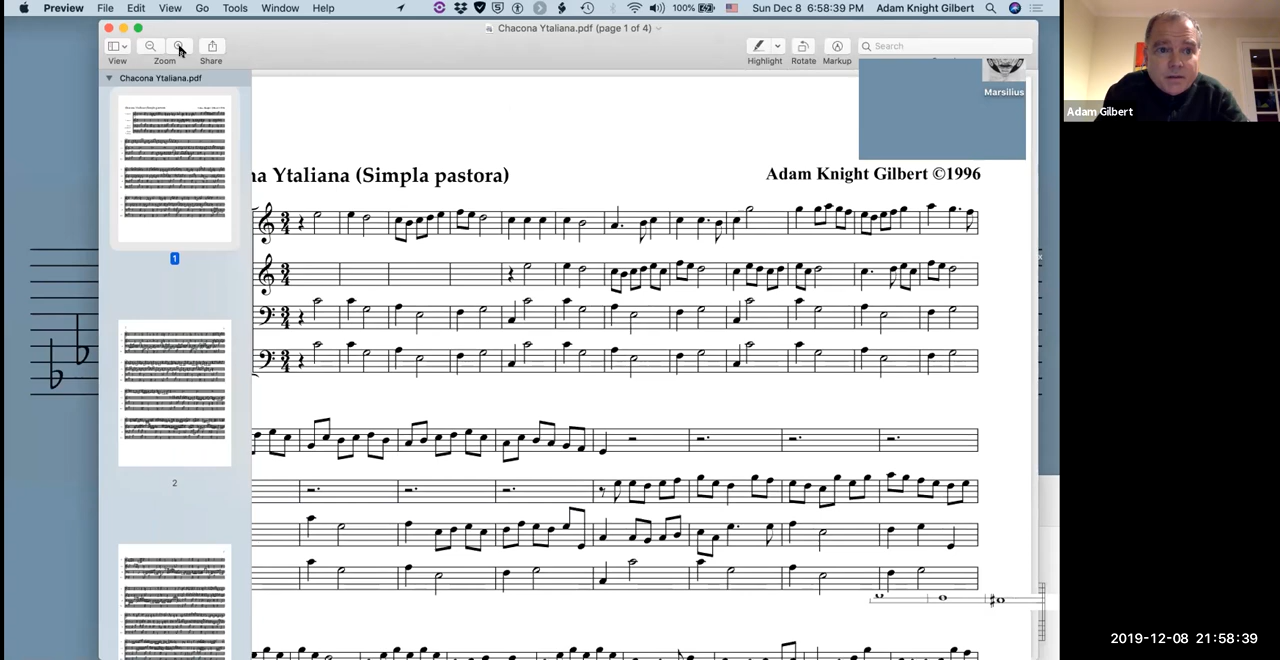 Preview File Edit View Go Tools Window Help 100% Sun Dec 8 6:58:39 PM Adam Knight Gilbert
Chacona Ytaliana.pdf (page 1 of 4)
Search
View Zoom Share Highlight Rotate Markup
Chacona Ytaliana.pdf
Marsilius
Adam Gilbert
na Ytaliana (Simpla pastora)
Adam Knight Gilbert ©1996
1
2
2019-12-08 21:58:39